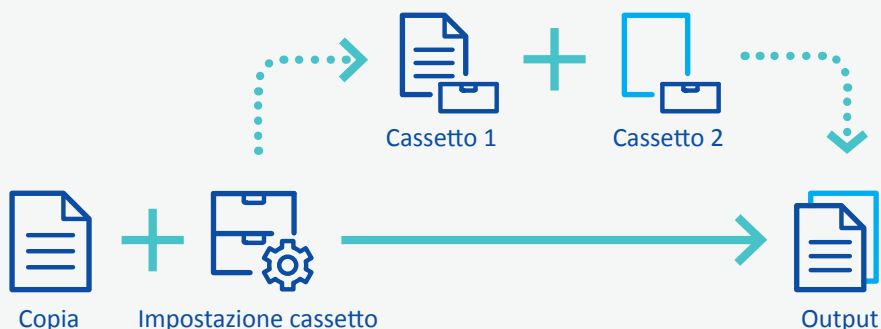 Cassetto 1
Cassetto 2
Copia
Impostazione cassetto
Output